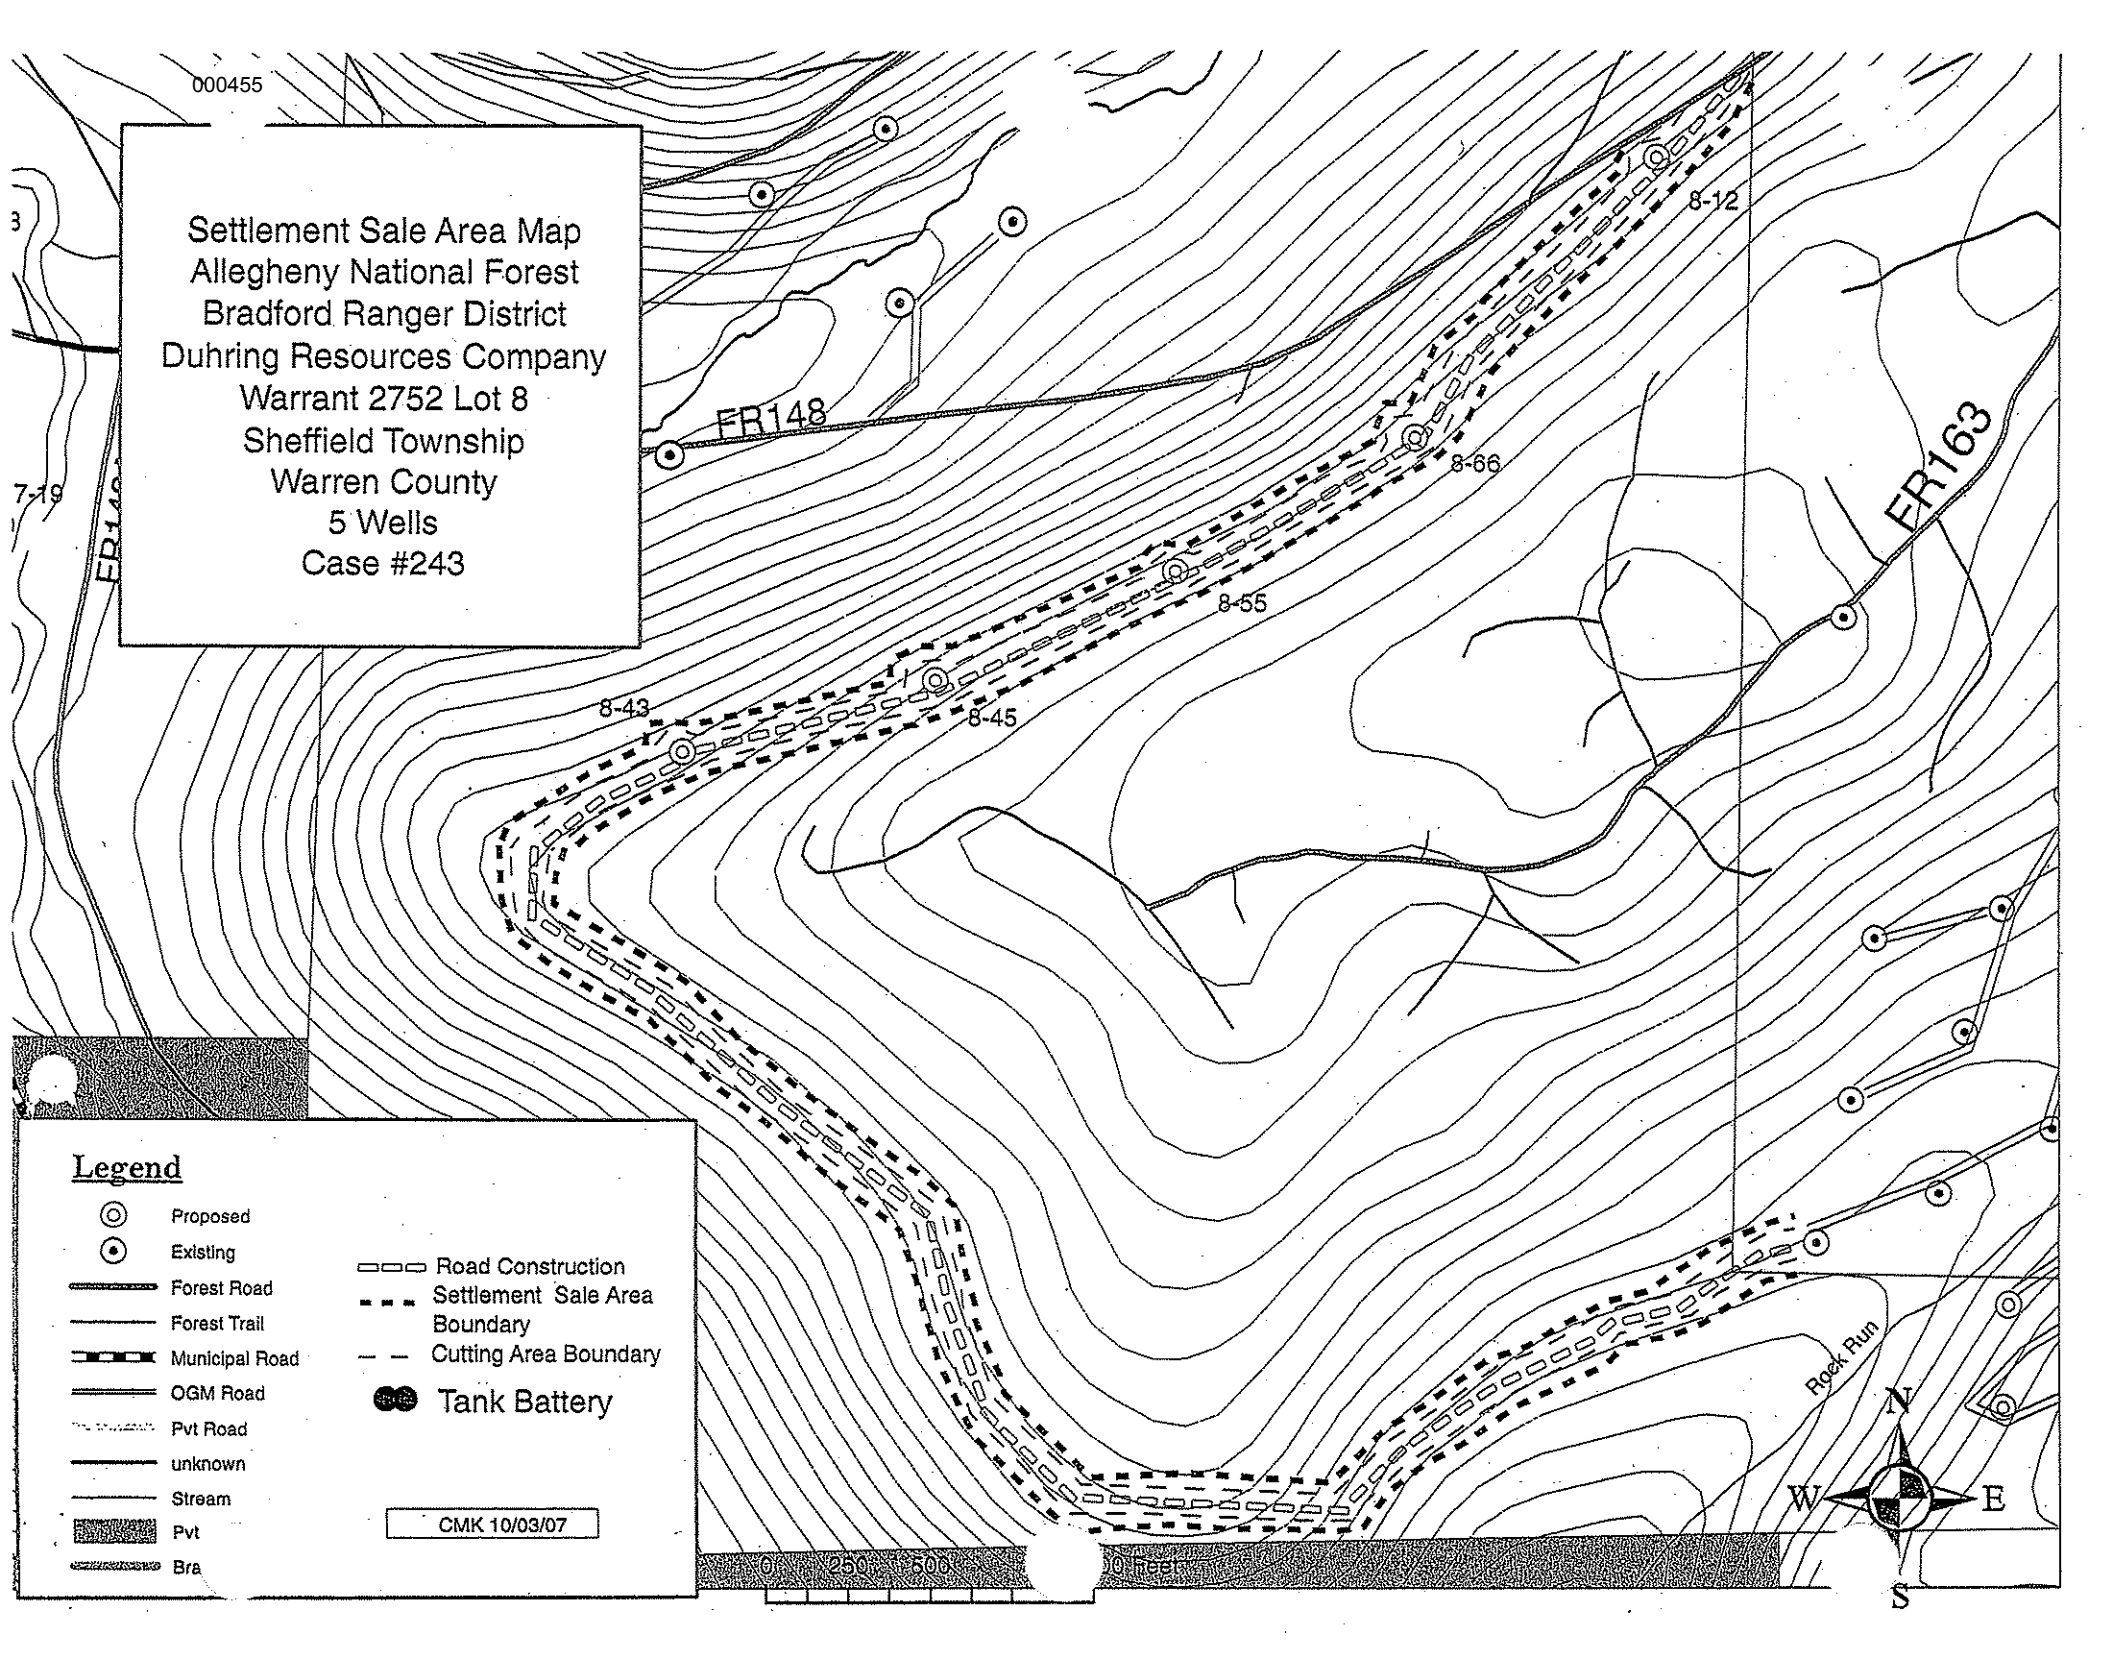 000455
Settlement Sale Area Map
Allegheny National Forest
Bradford Ranger District
Duhring Resources Company
Warrant 2752 Lot 8
Sheffield Township
Warren County
5 Wells
Case #243
8-12
FR148
8-66
FR163
7-19
8-55
8-43
8-45
Rock Run
Legend
Proposed
Existing
Forest Road
Forest Trail
Municipal Road
OGM Road
Pvt Road
unknown
Stream
Pvt
Bra
Road Construction
Settlement Sale Area
Boundary
Cutting Area Boundary
Tank Battery
CMK 10/03/07
0 250 500 Feet
N
W E
S